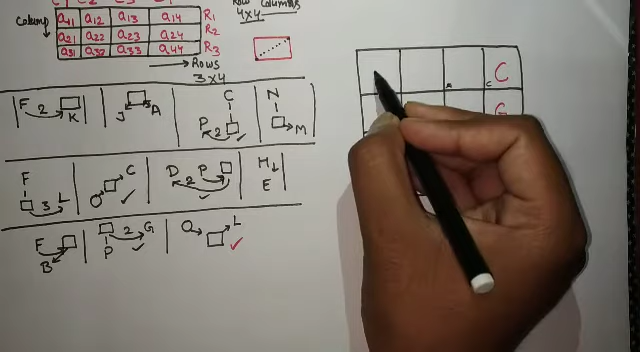 Row Columns
4x4
Column
a11 a12 a13 a14 R1
a21 a22 a23 a24 R2
a31 a32 a33 a44 R3
Rows
3x4
F 2 K
J A
C
P 2
N
M
F
3 L
C
D 2 P
H
E
F
B
2 G
P
L
C
C
G